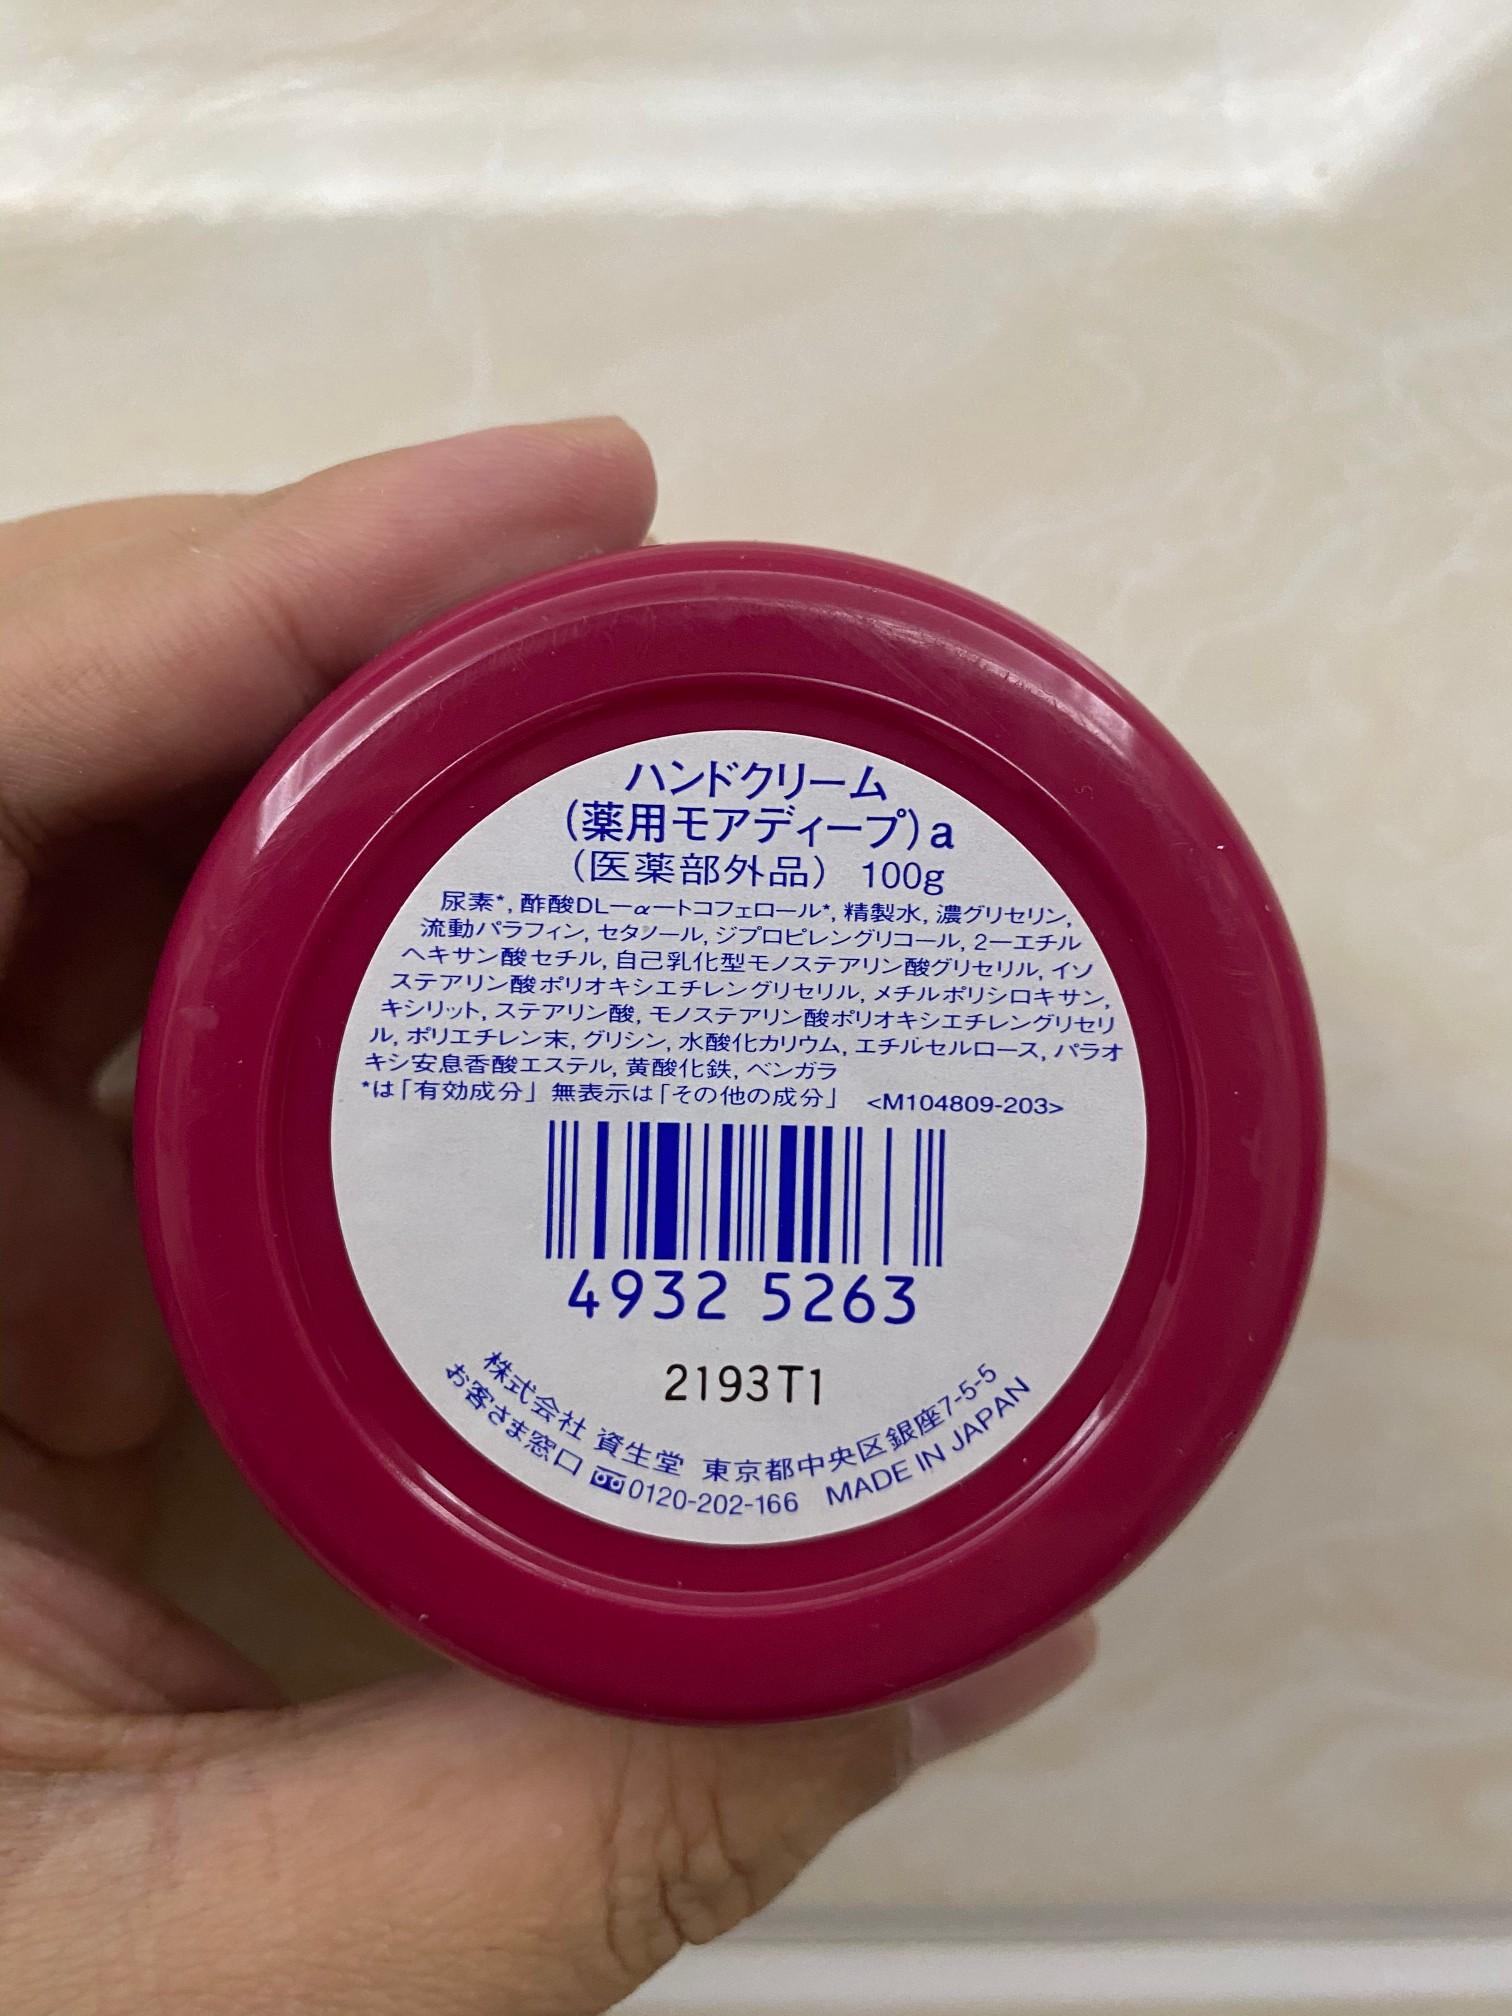 ハンドクリーム
(薬用モアディープ)a
(医薬部外品) 100g
尿素*, 酢酸DL―α―トコフェロール*, 精製水, 濃グリセリン,
流動パラフィン, セタノール, ジプロピレングリコール, 2―エチル
ヘキサン酸セチル, 自己乳化型モノステアリン酸グリセリル, イソ
ステアリン酸ポリオキシエチレングリセリル, メチルポリシロキサン,
キシリット, ステアリン酸, モノステアリン酸ポリオキシエチレングリセリ
ル, ポリエチレン末, グリシン, 水酸化カリウム, エチルセルロース, パラオ
キシ安息香酸エステル, 黄酸化鉄, ベンガラ
*は「有効成分」 無表示は「その他の成分」 <M104809-203>
4932 5263
2193T1
株式会社 資生堂 東京都中央区銀座7-5-5
お客さま窓口 0120-202-166 MADE IN JAPAN